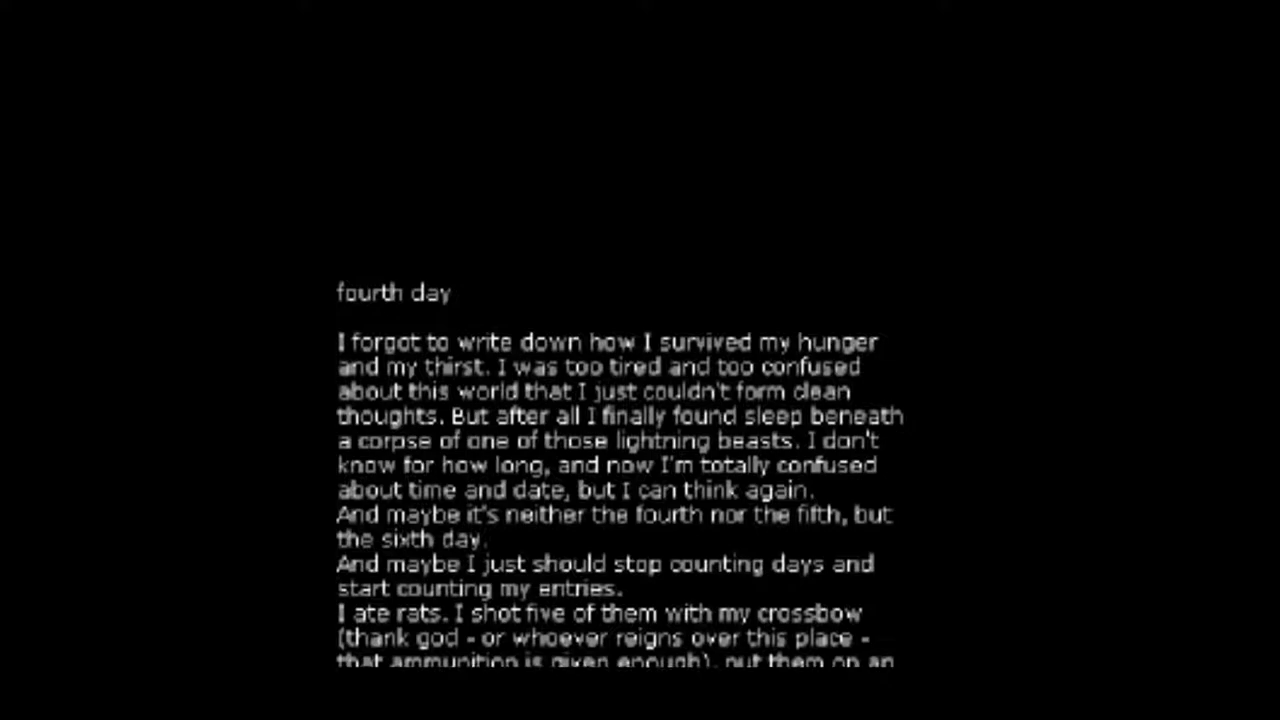 fourth day
I forgot to write down how I survived my hunger
and my thirst. I was too tired and too confused
about this world that I just couldn't form clean
thoughts. But after all I finally found sleep beneath
a corpse of one of those lightning beasts. I don't
know for how long, and now I'm totally confused
about time and date, but I can think again.
And maybe it's neither the fourth nor the fifth, but
the sixth day.
And maybe I just should stop counting days and
start counting my entries.
I ate rats. I shot five of them with my crossbow
(thank god - or whoever reigns over this place -
that ammunition is given enough), put them on an